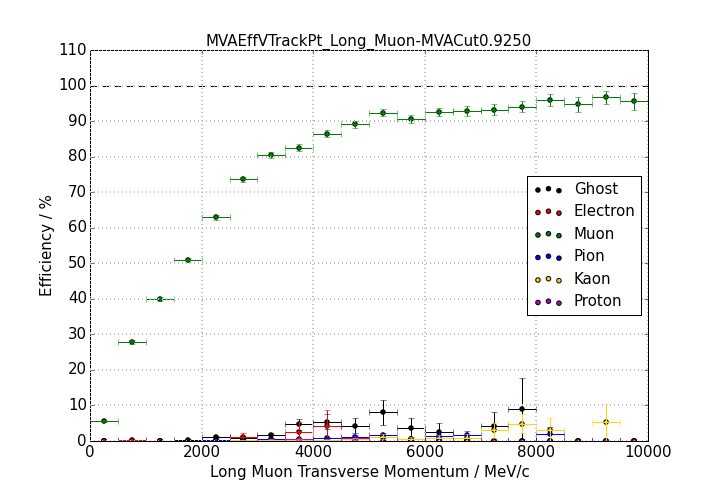 MVAEffVTrackPt_Long_Muon-MVACut0.9250
110
100
90
80
70
60
50
40
30
20
10
0
Efficiency / %
Ghost
Electron
Muon
Pion
Kaon
Proton
0 2000 4000 6000 8000 10000
Long Muon Transverse Momentum / MeV/c